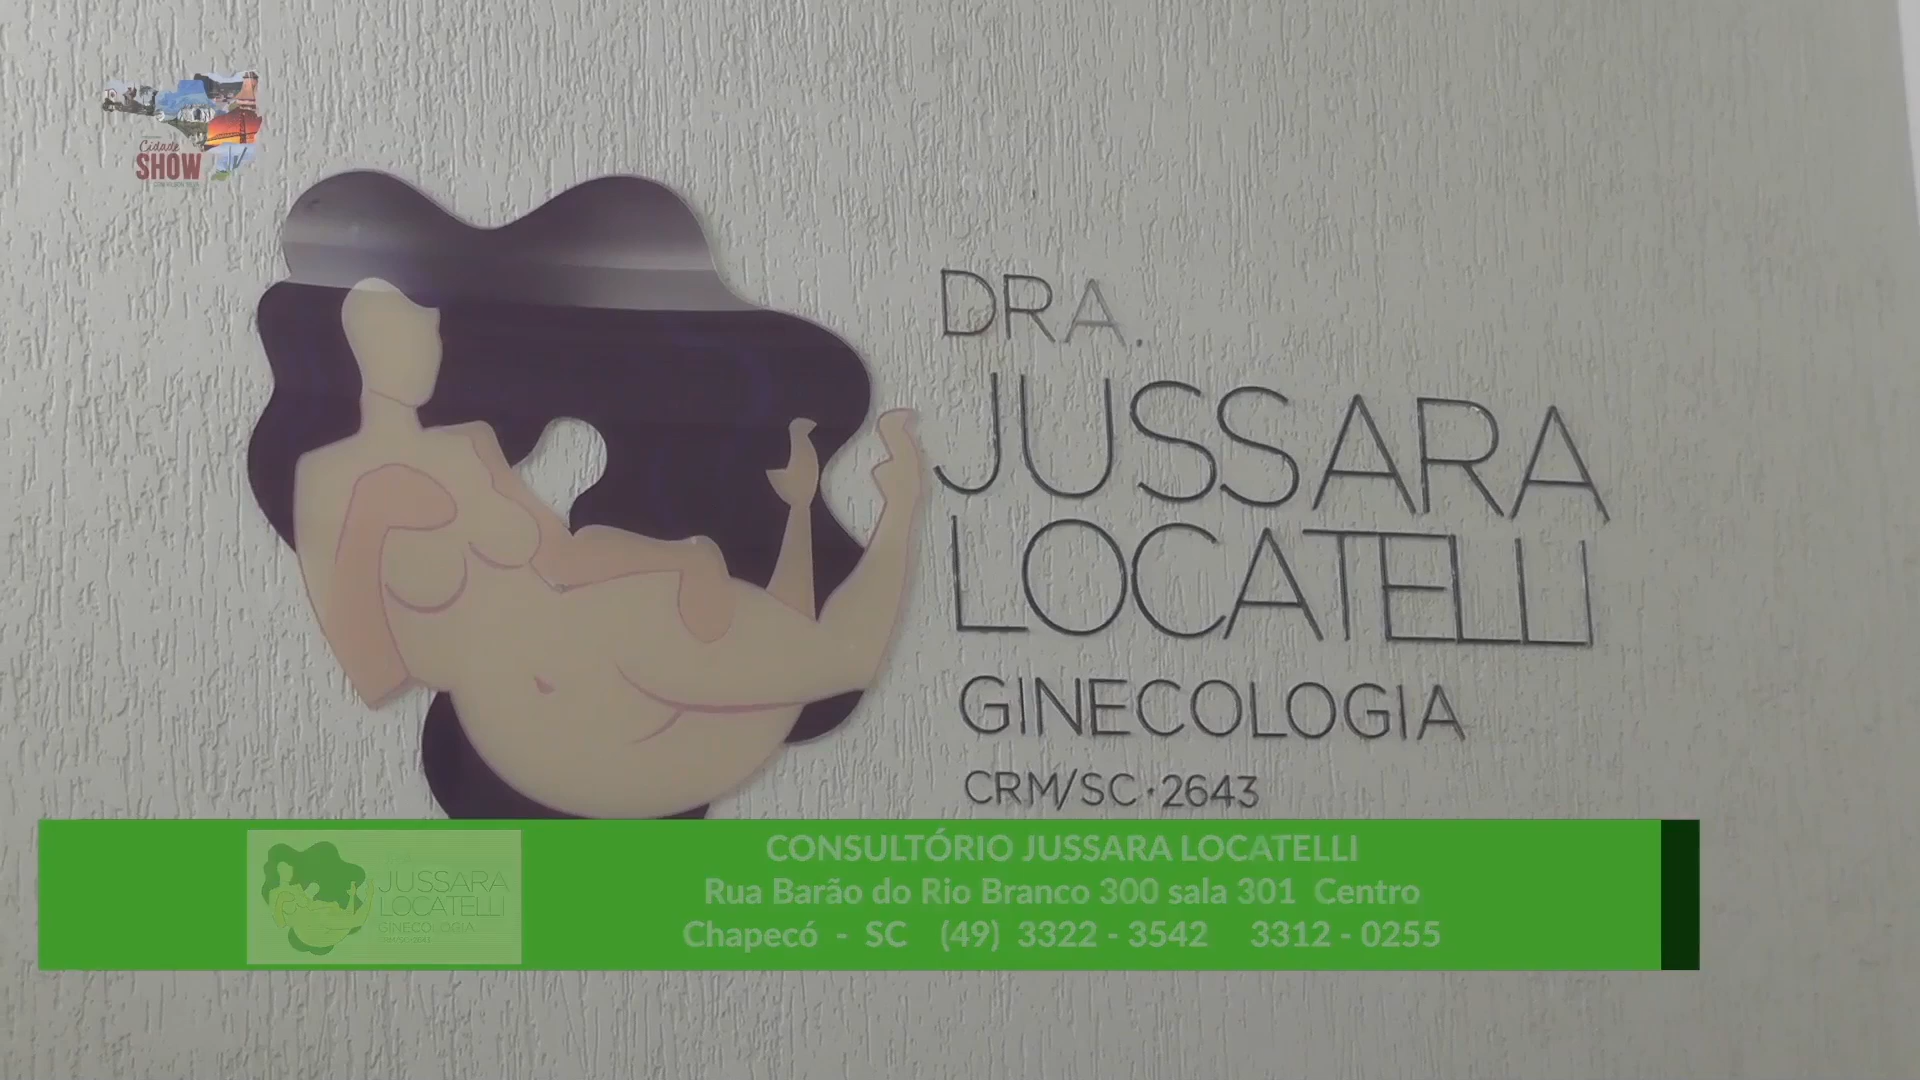 Cidade
SHOW
DRA.
JUSSARA
LOCATELLI
GINECOLOGIA
CRM/SC·2643
JUSSARA
LOCATELLI
GINECOLOGIA
CONSULTÓRIO JUSSARA LOCATELLI
Rua Barão do Rio Branco 300 sala 301 Centro
Chapecó - SC (49) 3322 - 3542 3312 - 0255